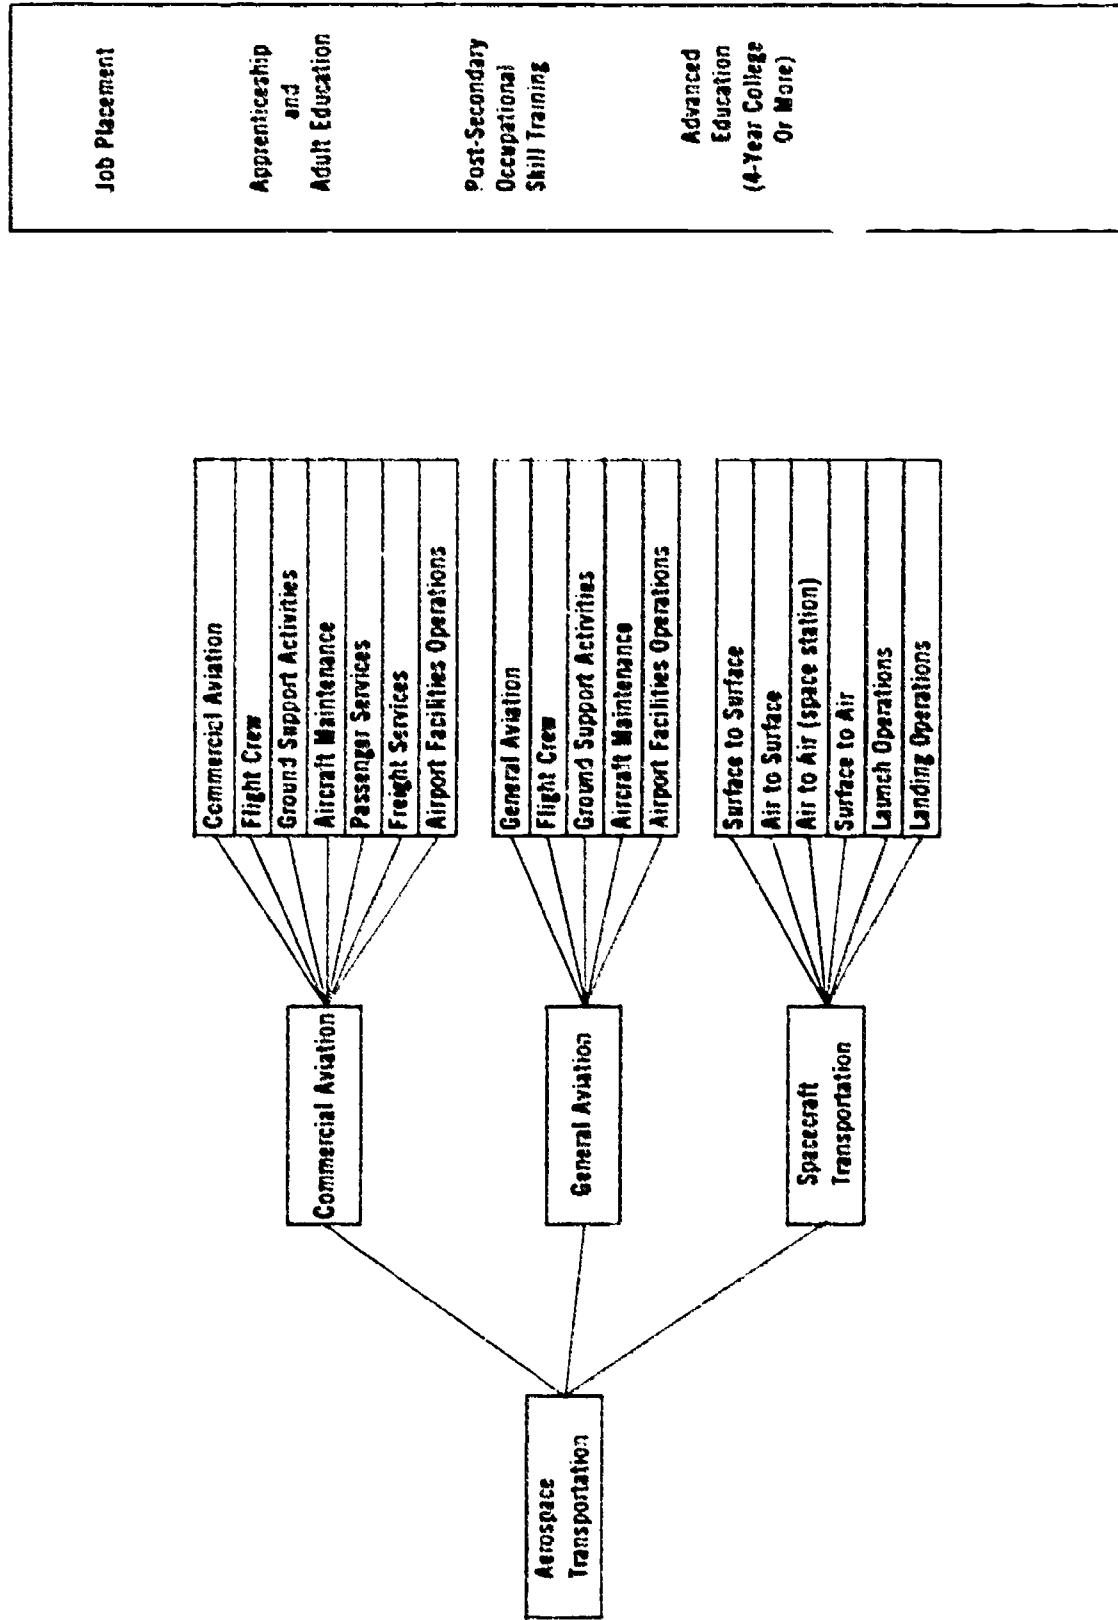 Aerospace
Transportation
Commercial Aviation
General Aviation
Spacecraft
Transportation
Commercial Aviation
Flight Crew
Ground Support Activities
Aircraft Maintenance
Passenger Services
Freight Services
Airport Facilities Operations
General Aviation
Flight Crew
Ground Support Activities
Aircraft Maintenance
Airport Facilities Operations
Surface to Surface
Air to Surface
Air to Air (space station)
Surface to Air
Launch Operations
Landing Operations
Job Placement
Apprenticeship
and
Adult Education
Post-Secondary
Occupational
Skill Training
Advanced
Education
(4-Year College
Or More)